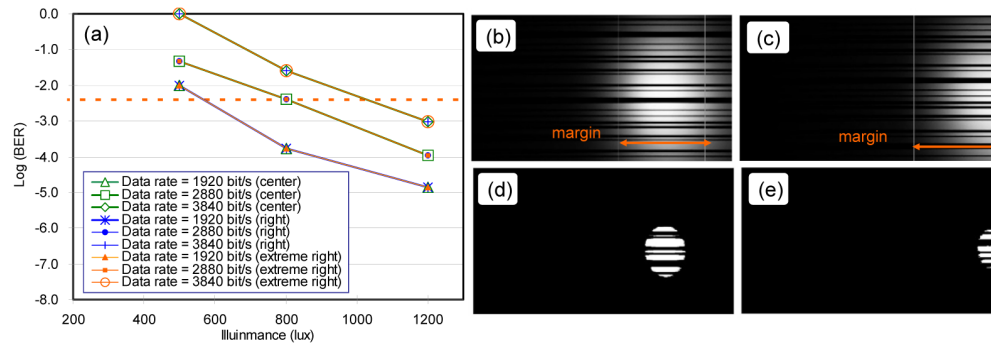 0.0
-1.0
-2.0
-3.0
-4.0
-5.0
-6.0
-7.0
-8.0
Log (BER)
(a)
Data rate = 1920 bit/s (center)
Data rate = 2880 bit/s (center)
Data rate = 3840 bit/s (center)
Data rate = 1920 bit/s (right)
Data rate = 2880 bit/s (right)
Data rate = 3840 bit/s (right)
Data rate = 1920 bit/s (extreme right)
Data rate = 2880 bit/s (extreme right)
Data rate = 3840 bit/s (extreme right)
200 400 600 800 1000 1200
Illuinmance (lux)
(b)
margin
(c)
margin
(d)
(e)